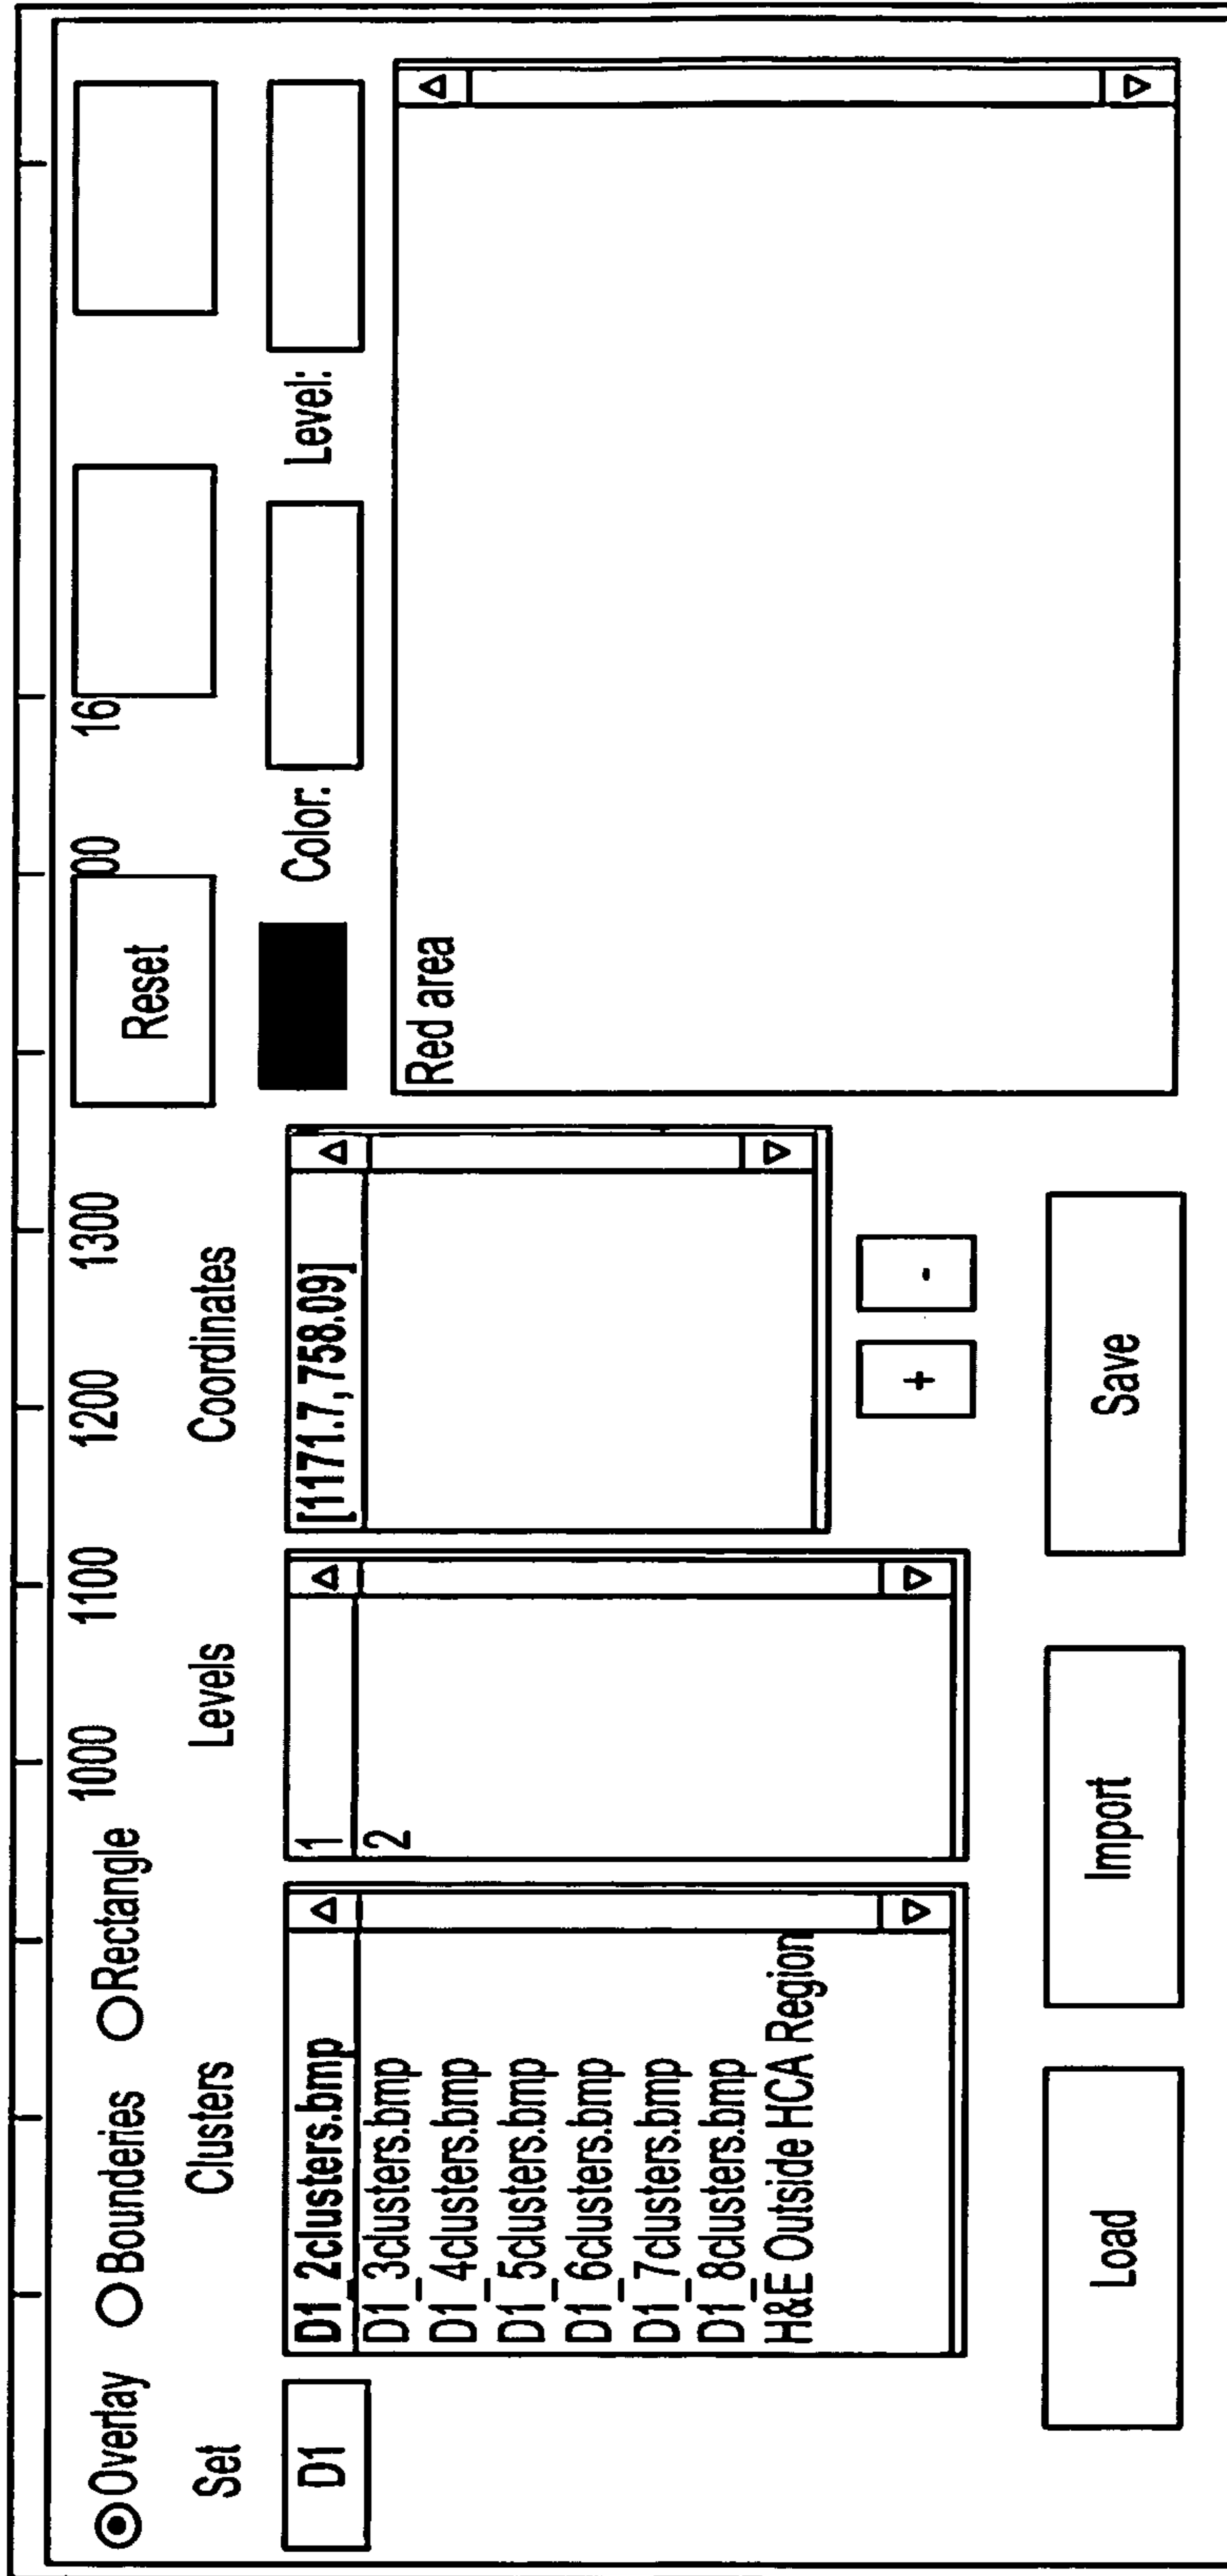 Overlay Bounderies Rectangle 1000 1100 1200 1300 00 16
Reset
Set Clusters Levels Coordinates
Color: Level:
D1
D1_2clusters.bmp
D1_3clusters.bmp
D1_4clusters.bmp
D1_5clusters.bmp
D1_6clusters.bmp
D1_7clusters.bmp
D1_8clusters.bmp
H&E Outside HCA Region
1
2
[1171.7,758.09]
+ -
Red area
Load Import Save